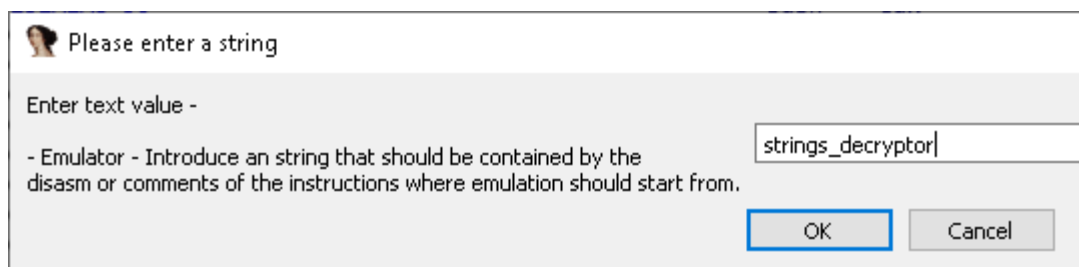 Please enter a string
Enter text value -
- Emulator - Introduce an string that should be contained by the
disasm or comments of the instructions where emulation should start from.
strings_decryptor
OK
Cancel